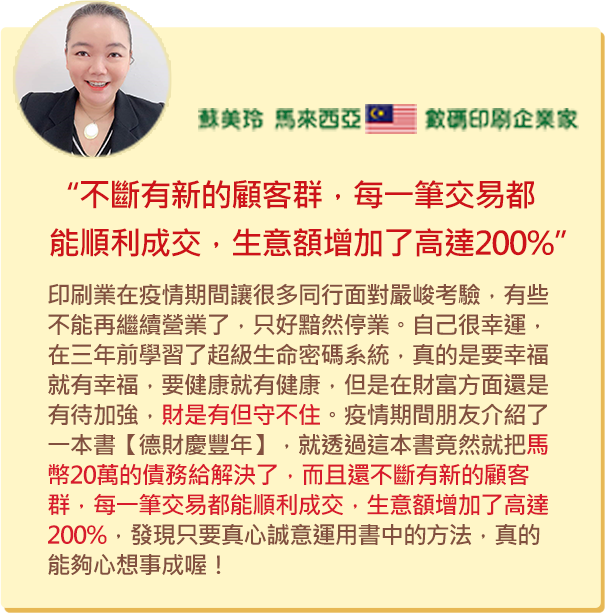 蘇美玲 馬來西亞 數碼印刷企業家
“不斷有新的顧客群，每一筆交易都
能順利成交，生意額增加了高達200%”
印刷業在疫情期間讓很多同行面對嚴峻考驗，有些
不能再繼續營業了，只好黯然停業。自己很幸運，
在三年前學習了超級生命密碼系統，真的是要幸福
就有幸福，要健康就有健康，但是在財富方面還是
有待加強，財是有但守不住。疫情期間朋友介紹了
一本書【德財慶豐年】，就透過這本書竟然就把馬
幣20萬的債務給解決了，而且還不斷有新的顧客
群，每一筆交易都能順利成交，生意額增加了高達
200%，發現只要真心誠意運用書中的方法，真的
能夠心想事成喔！